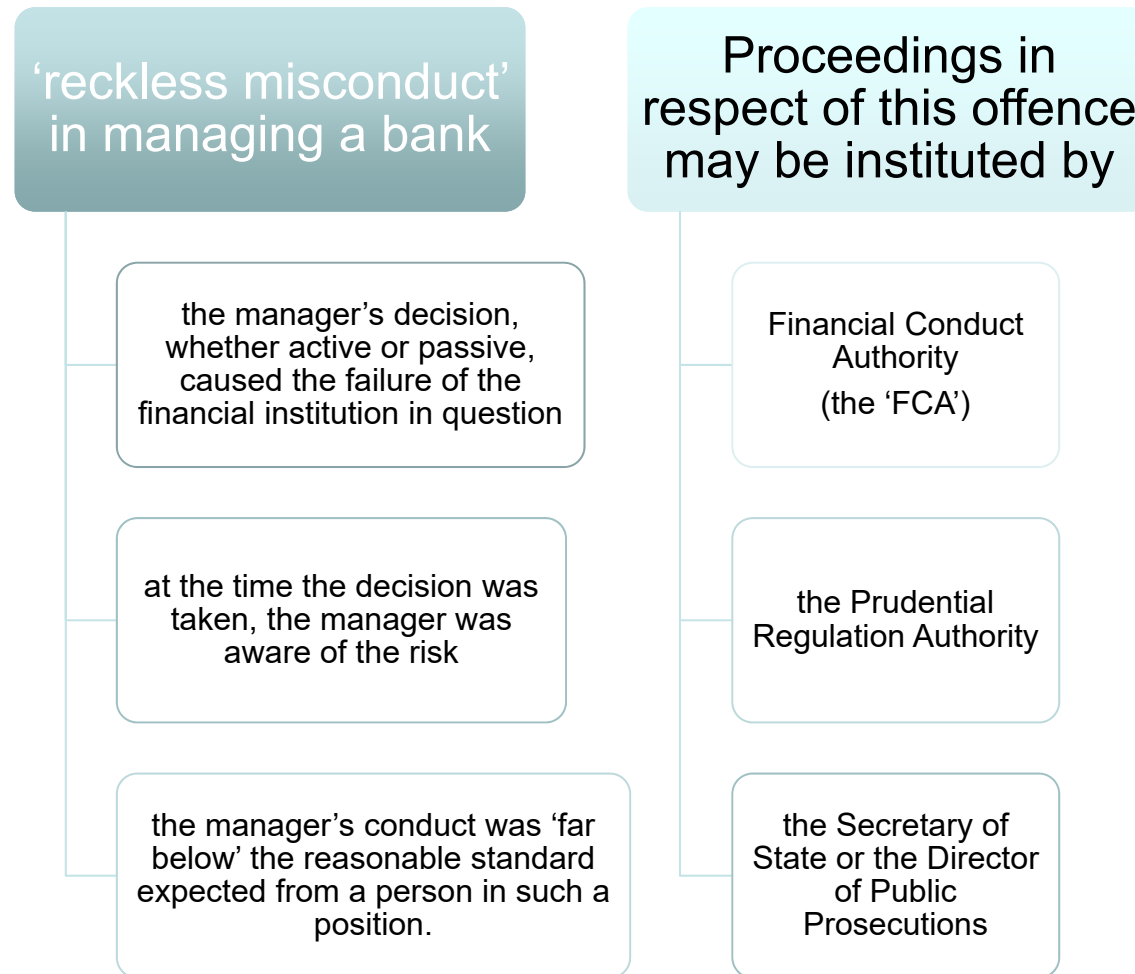 ‘reckless misconduct’
in managing a bank
the manager’s decision,
whether active or passive,
caused the failure of the
financial institution in question
at the time the decision was
taken, the manager was
aware of the risk
the manager’s conduct was ‘far
below’ the reasonable standard
expected from a person in such a
position.
Proceedings in
respect of this offence
may be instituted by
Financial Conduct
Authority
(the ‘FCA’)
the Prudential
Regulation Authority
the Secretary of
State or the Director
of Public
Prosecutions